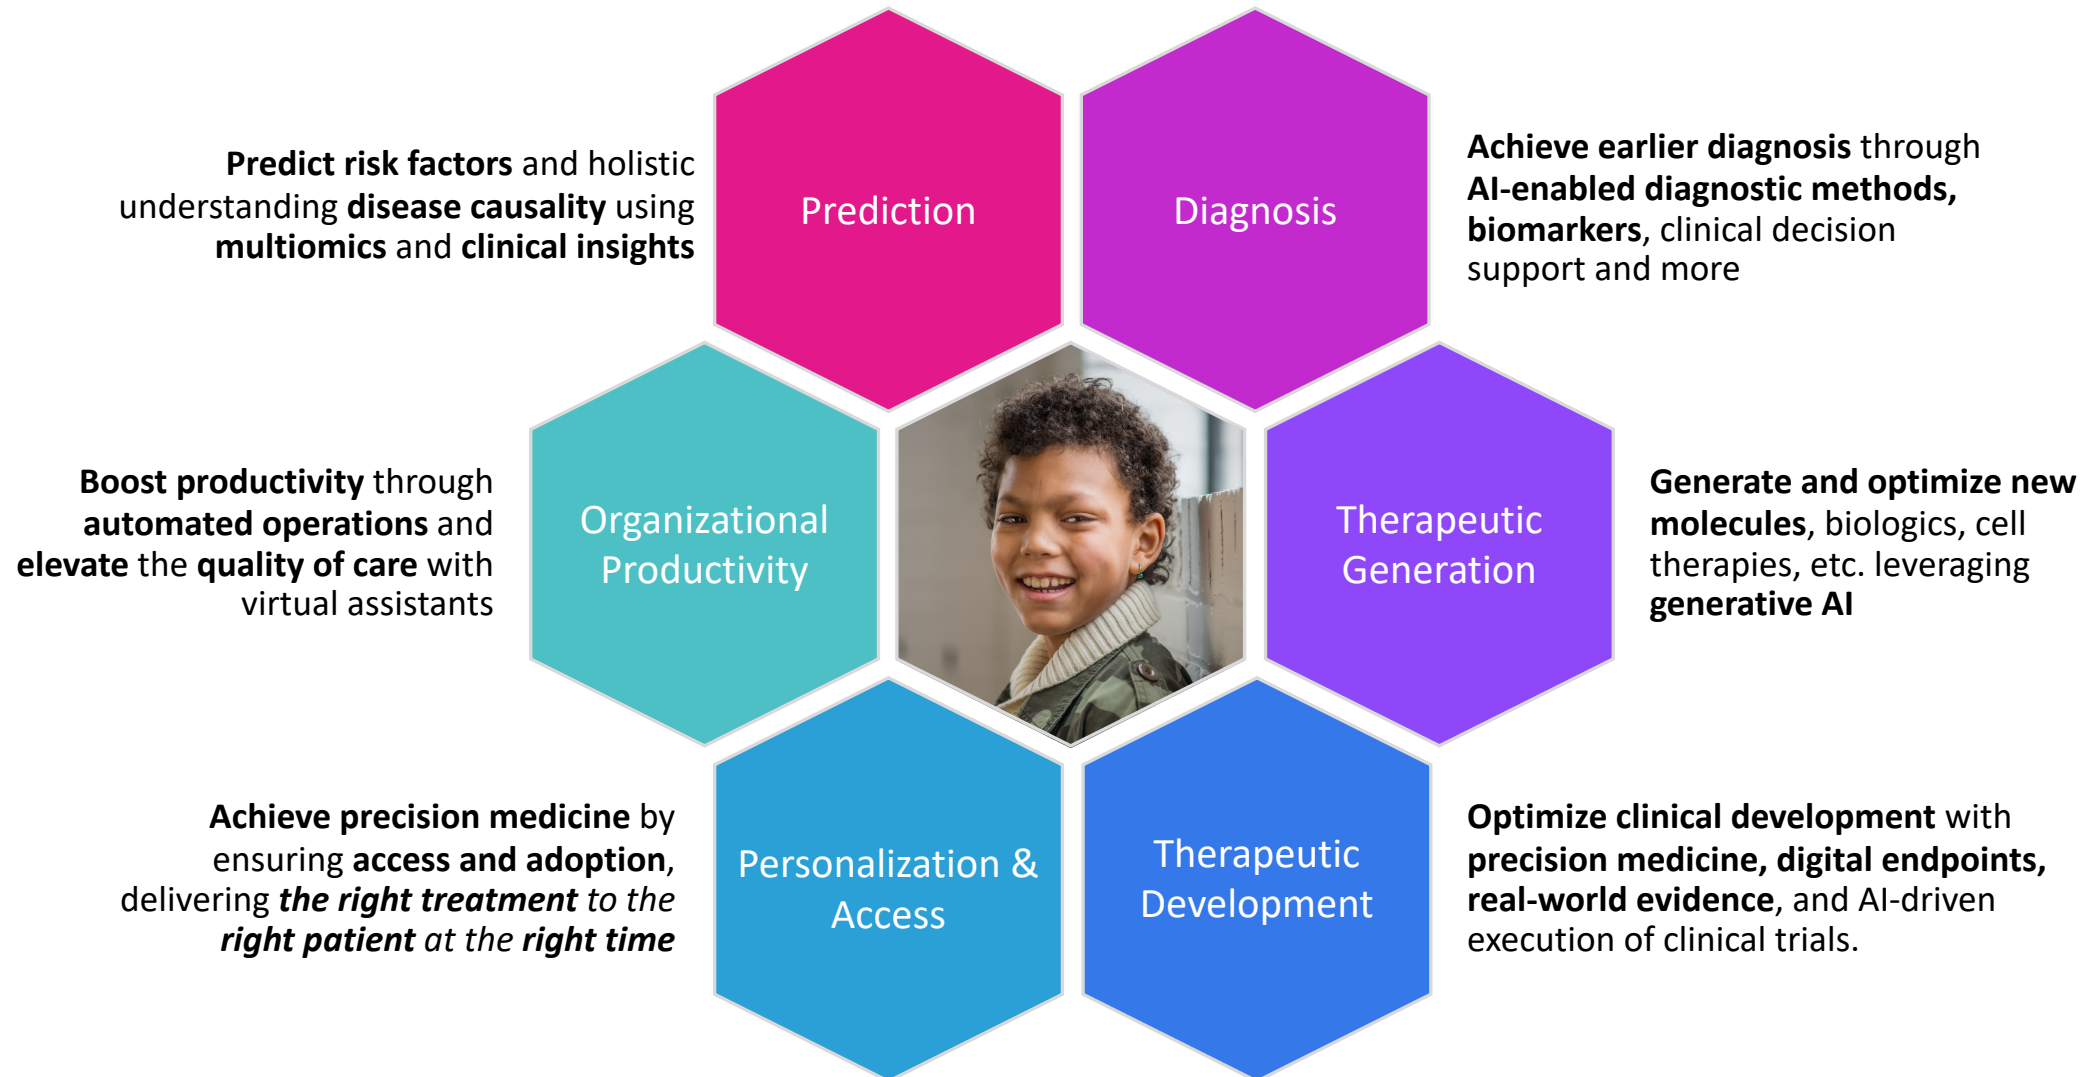 Predict risk factors and holistic
understanding disease causality using
multiomics and clinical insights
Prediction
Diagnosis
Achieve earlier diagnosis through
AI-enabled diagnostic methods,
biomarkers, clinical decision
support and more
Boost productivity through
automated operations and
elevate the quality of care with
virtual assistants
Organizational
Productivity
Therapeutic
Generation
Generate and optimize new
molecules, biologics, cell
therapies, etc. leveraging
generative AI
Achieve precision medicine by
ensuring access and adoption,
delivering the right treatment to the
right patient at the right time
Personalization &
Access
Therapeutic
Development
Optimize clinical development with
precision medicine, digital endpoints,
real-world evidence, and AI-driven
execution of clinical trials.